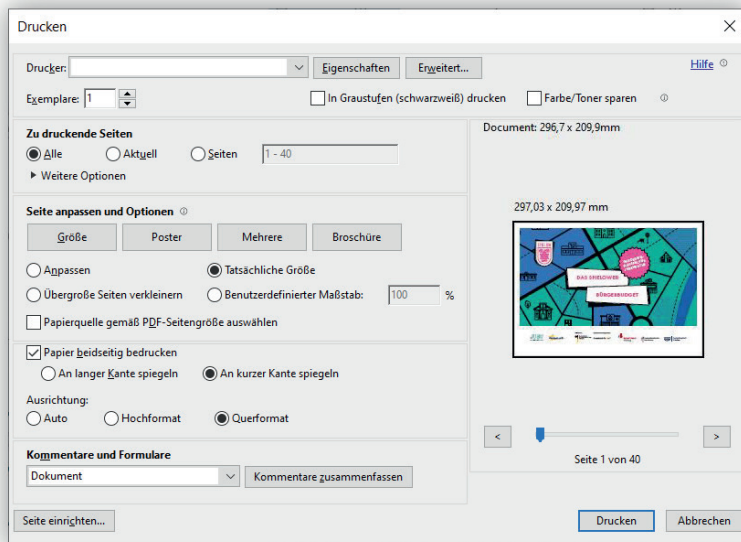 Drucken
Drucker: Eigenschaften Erweitert... Hilfe
Exemplare: 1 In Graustufen (schwarzweiß) drucken Farbe/Toner sparen
Zu druckende Seiten
Alle Aktuell Seiten 1 - 40
Weitere Optionen
Seite anpassen und Optionen
Größe Poster Mehrere Broschüre
Anpassen Tatsächliche Größe
Übergroße Seiten verkleinern Benutzerdefinierter Maßstab: 100 %
Papierquelle gemäß PDF-Seitengröße auswählen
Papier beidseitig bedrucken
An langer Kante spiegeln An kurzer Kante spiegeln
Ausrichtung:
Auto Hochformat Querformat
Kommentare und Formulare
Dokument Kommentare zusammenfassen
Document: 296,7 x 209,9mm
297,03 x 209,97 mm
DAS SPIELOWEB
BÜRGERBUDGET
< >
Seite 1 von 40
Seite einrichten... Drucken Abbrechen